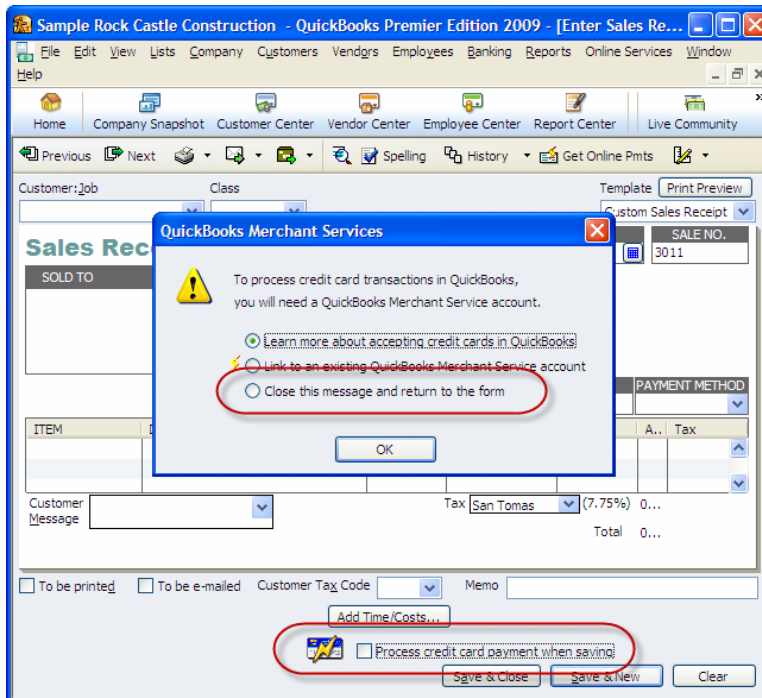 Sample Rock Castle Construction - QuickBooks Premier Edition 2009 - [Enter Sales Re...
File Edit View Lists Company Customers Vendors Employees Banking Reports Online Services Window
Help
Home Company Snapshot Customer Center Vendor Center Employee Center Report Center Live Community
Previous Next Spelling History Get Online Pmts
Customer:Job Class Template Print Preview
Custom Sales Receipt
QuickBooks Merchant Services
Sales Rec
SALE NO.
SOLD TO 3011
To process credit card transactions in QuickBooks,
you will need a QuickBooks Merchant Service account.
Learn more about accepting credit cards in QuickBooks
Link to an existing QuickBooks Merchant Service account
Close this message and return to the form
PAYMENT METHOD
OK
ITEM A.. Tax
Customer Message Tax San Tomas (7.75%) 0...
Total 0...
To be printed To be e-mailed Customer Tax Code Memo
Add Time/Costs...
Process credit card payment when saving
Save & Close Save & New Clear